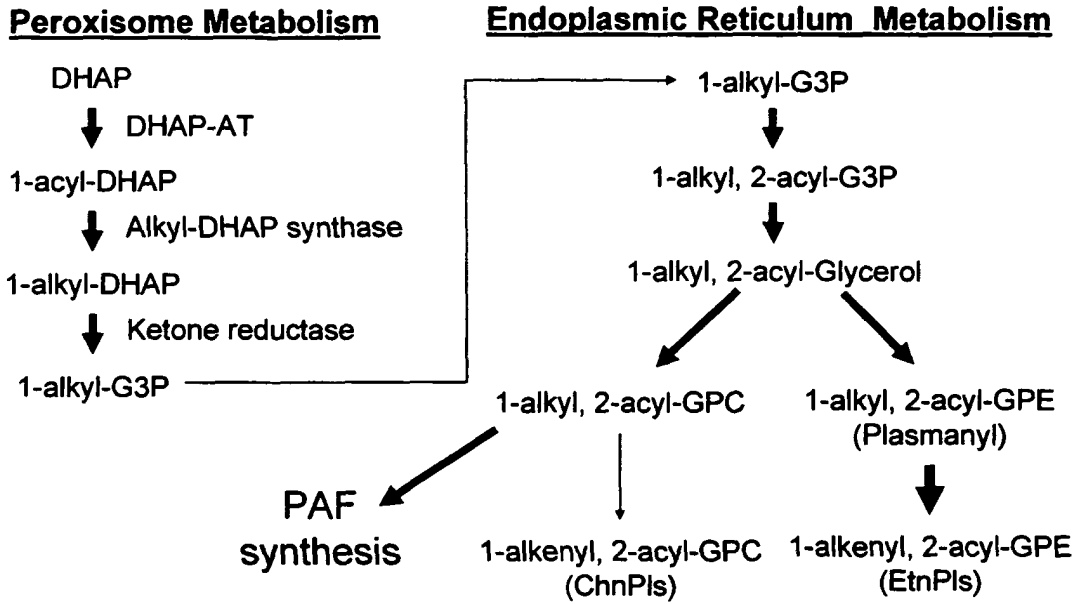 Peroxisome Metabolism
DHAP
DHAP-AT
1-acyl-DHAP
Alkyl-DHAP synthase
1-alkyl-DHAP
Ketone reductase
1-alkyl-G3P
Endoplasmic Reticulum Metabolism
1-alkyl-G3P
1-alkyl, 2-acyl-G3P
1-alkyl, 2-acyl-Glycerol
1-alkyl, 2-acyl-GPC
1-alkyl, 2-acyl-GPE
(Plasmanyl)
PAF
synthesis
1-alkenyl, 2-acyl-GPC
(ChnPls)
1-alkenyl, 2-acyl-GPE
(EtnPls)